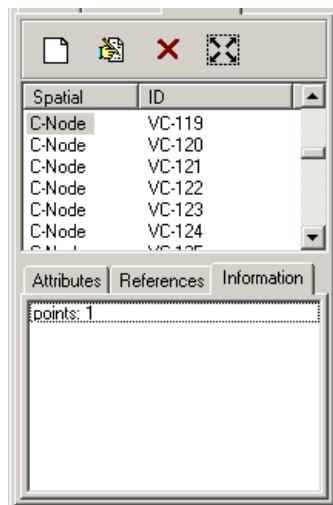 Spatial ID
C-Node VC-119
C-Node VC-120
C-Node VC-121
C-Node VC-122
C-Node VC-123
C-Node VC-124
Attributes References Information
points: 1